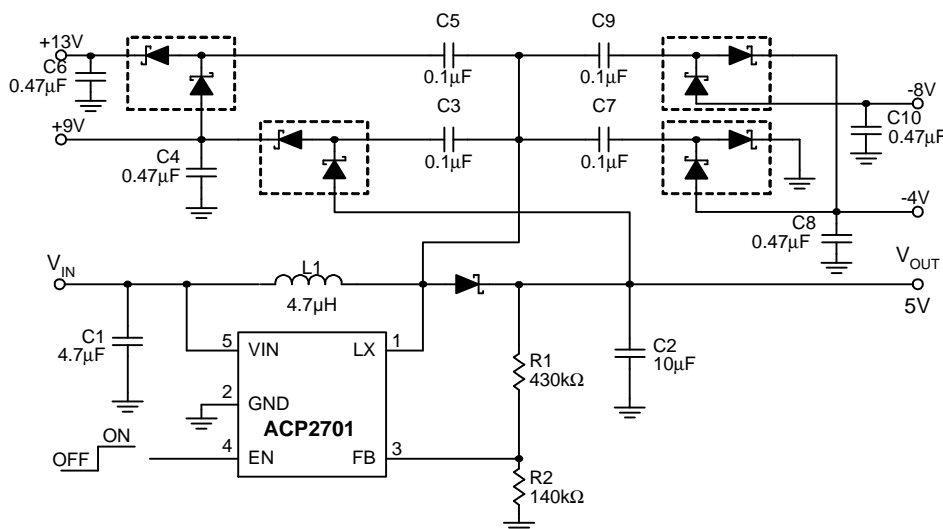 C5
C9
+13V
C6
0.47µF
0.1µF
0.1µF
-8V
C10
0.47µF
+9V
C3
C7
C4
0.47µF
0.1µF
0.1µF
-4V
C8
0.47µF
VIN
L1
4.7µH
VOUT
5V
C1
4.7µF
5
VIN
LX
1
C2
10µF
R1
430kΩ
2
GND
ACP2701
ON
OFF
4
EN
FB
3
R2
140kΩ